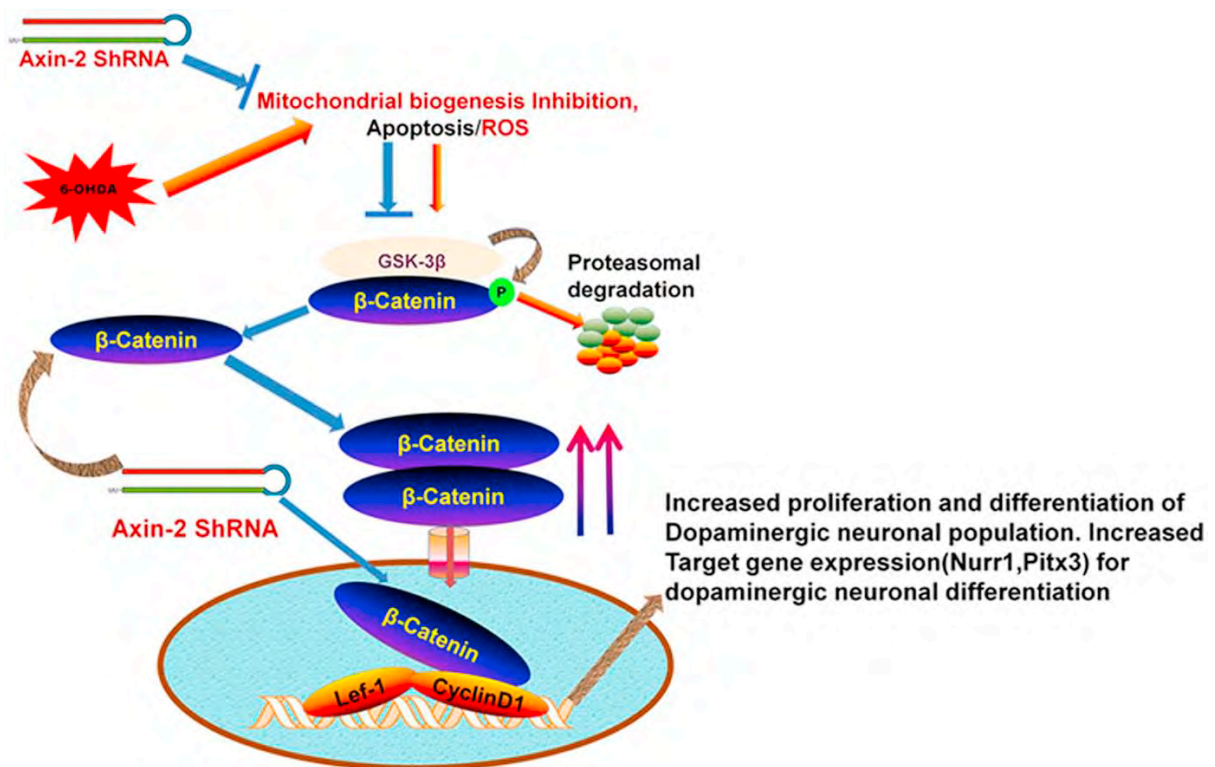 Axin-2 ShRNA
Mitochondrial biogenesis Inhibition,
Apoptosis/ROS
6-OHDA
GSK-3β
β-Catenin
P
Proteasomal
degradation
β-Catenin
β-Catenin
β-Catenin
Axin-2 ShRNA
Increased proliferation and differentiation of
Dopaminergic neuronal population. Increased
Target gene expression(Nurr1,Pitx3) for
dopaminergic neuronal differentiation
β-Catenin
Lef-1
CyclinD1